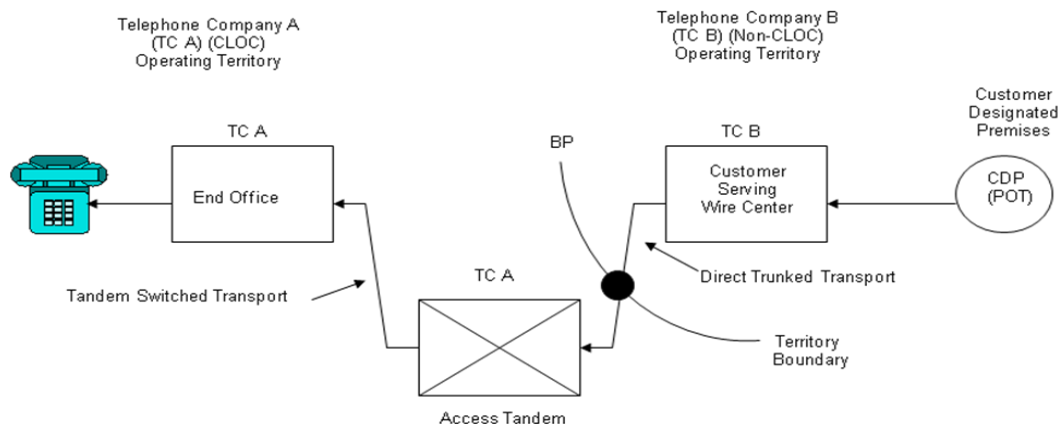 Telephone Company A
(TC A) (CLOC)
Operating Territory
Telephone Company B
(TC B) (Non-CLOC)
Operating Territory
Customer
Designated
Premises
TC A
BP
TC B
End Office
Customer
Serving
Wire Center
CDP
(POT)
Tandem Switched Transport
TC A
Direct Trunked Transport
Territory
Boundary
Access Tandem